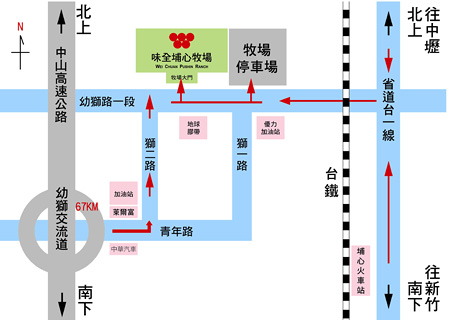 北上
往中壢
北上
N
中山高速公路
味全埔心牧場
Wei Chuan Pushin Ranch
牧場大門
牧場
停車場
幼獅路一段
省道台一線
地球
膠帶
優力
加油站
獅二路
獅一路
台鐵
幼獅交流道
67KM
加油站
萊爾富
青年路
中華汽車
埔心火車站
南下
往新竹
南下